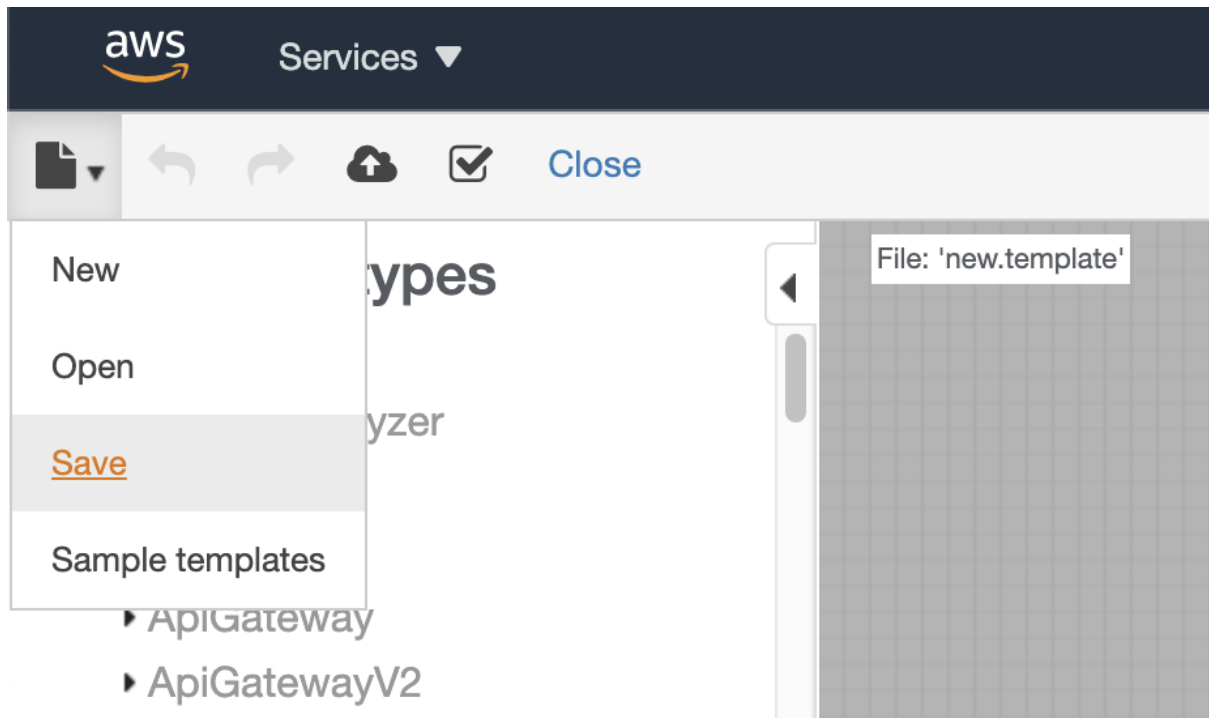 aws
Services
Close
New
Open
Save
Sample templates
types
yzer
ApiGateway
ApiGatewayV2
File: 'new.template'